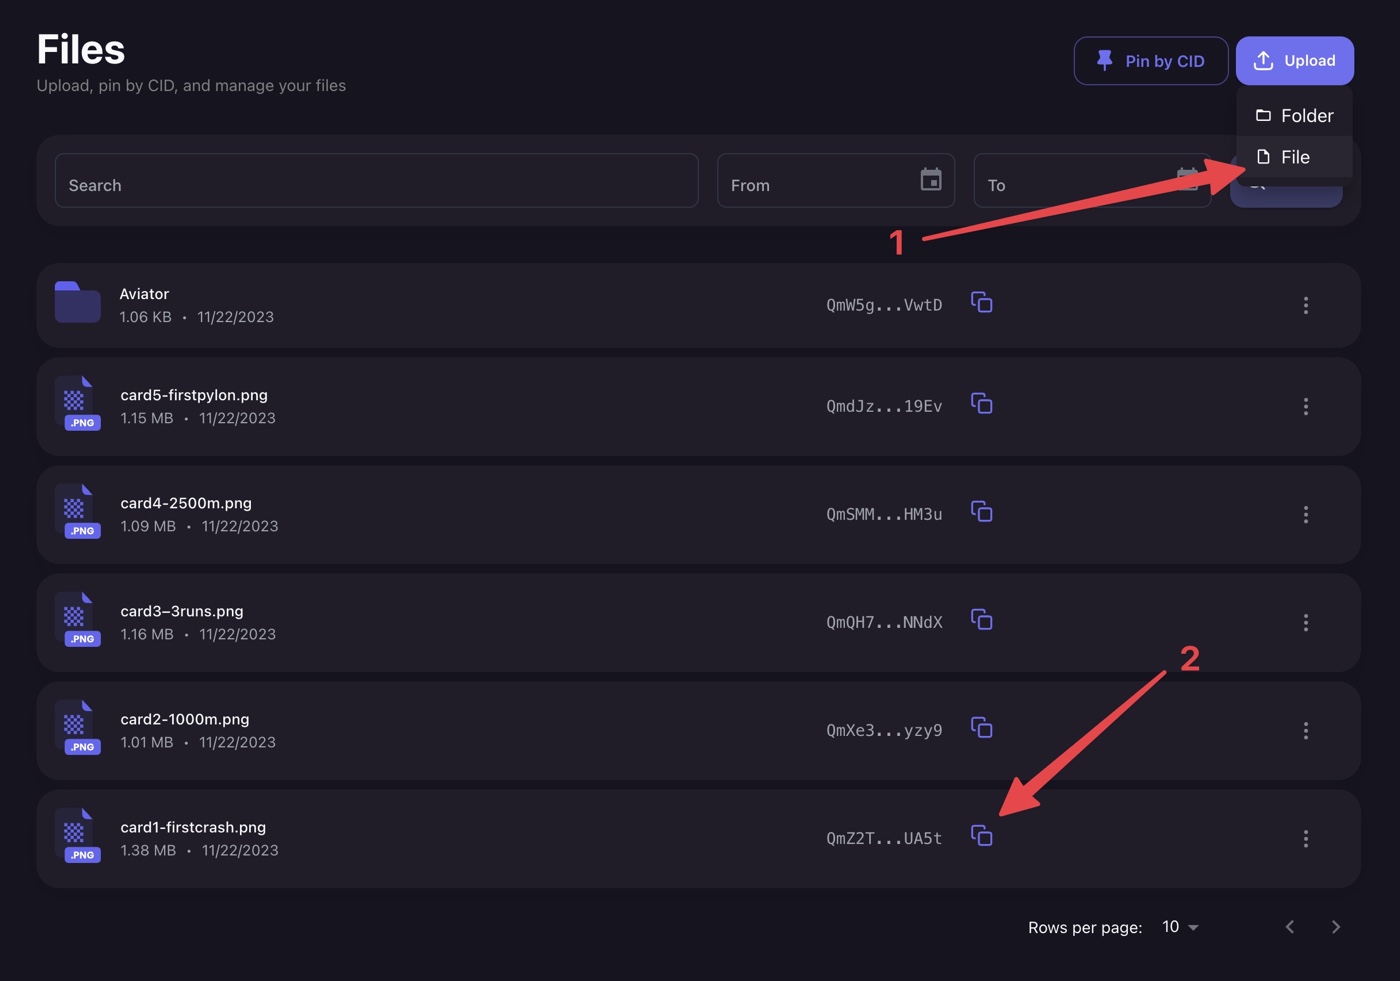 Files
Upload, pin by CID, and manage your files
Pin by CID
Upload
Folder
File
Search
From
To
1
Aviator
1.06 KB • 11/22/2023
QmW5g...VwtD
card5-firstpylon.png
1.15 MB • 11/22/2023
.PNG
QmdJz...19Ev
card4-2500m.png
1.09 MB • 11/22/2023
.PNG
QmSMM...HM3u
card3–3runs.png
1.16 MB • 11/22/2023
.PNG
QmQH7...NNdX
2
card2-1000m.png
1.01 MB • 11/22/2023
.PNG
QmXe3...yzy9
card1-firstcrash.png
1.38 MB • 11/22/2023
.PNG
QmZ2T...UA5t
Rows per page: 10